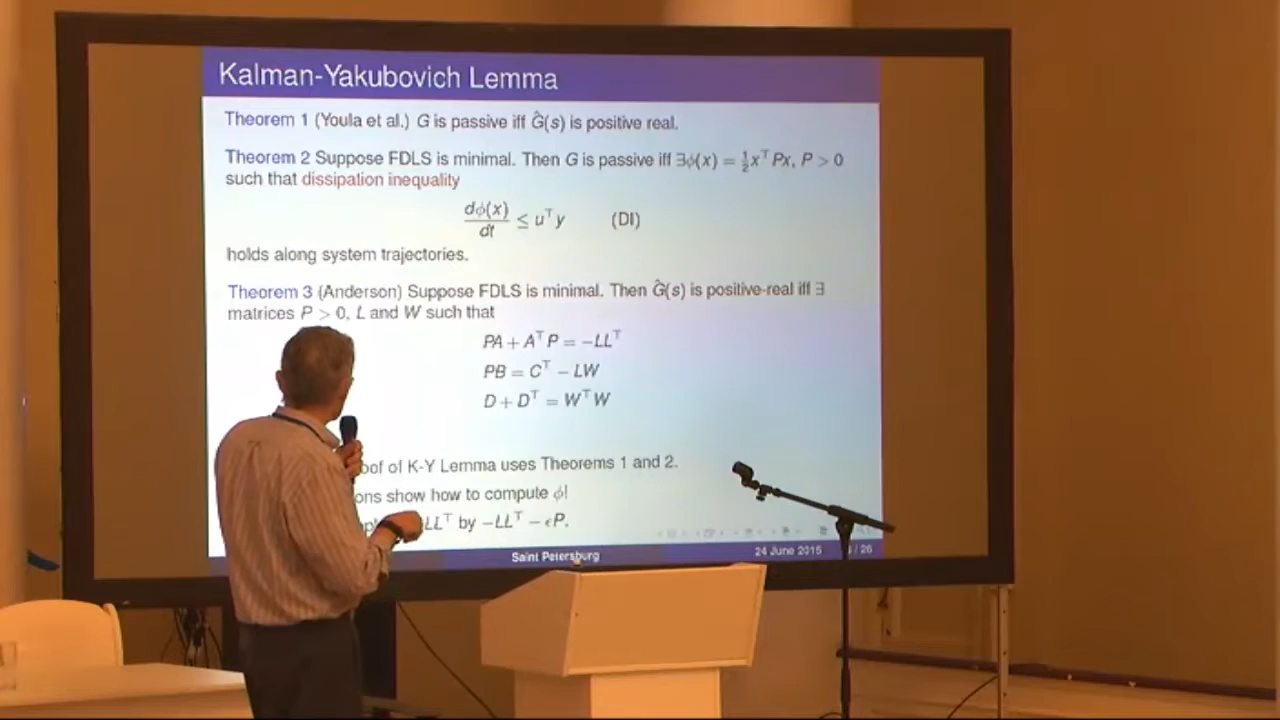 Kalman-Yakubovich Lemma
Theorem 1 (Youla et al.) G is passive iff Ĝ(s) is positive real.
Theorem 2 Suppose FDLS is minimal. Then G is passive iff ∃ϕ(x) = ½xᵀPx, P > 0
such that dissipation inequality
dϕ(x)/dt ≤ uᵀy (DI)
holds along system trajectories.
Theorem 3 (Anderson) Suppose FDLS is minimal. Then Ĝ(s) is positive-real iff ∃
matrices P > 0, L and W such that
PA + AᵀP = −LLᵀ
PB = Cᵀ − LW
D + Dᵀ = WᵀW
of K-Y Lemma uses Theorems 1 and 2.
show how to compute ϕ!
LLᵀ by −LLᵀ − ϵP.
Saint Petersburg 24 June 2015 / 26